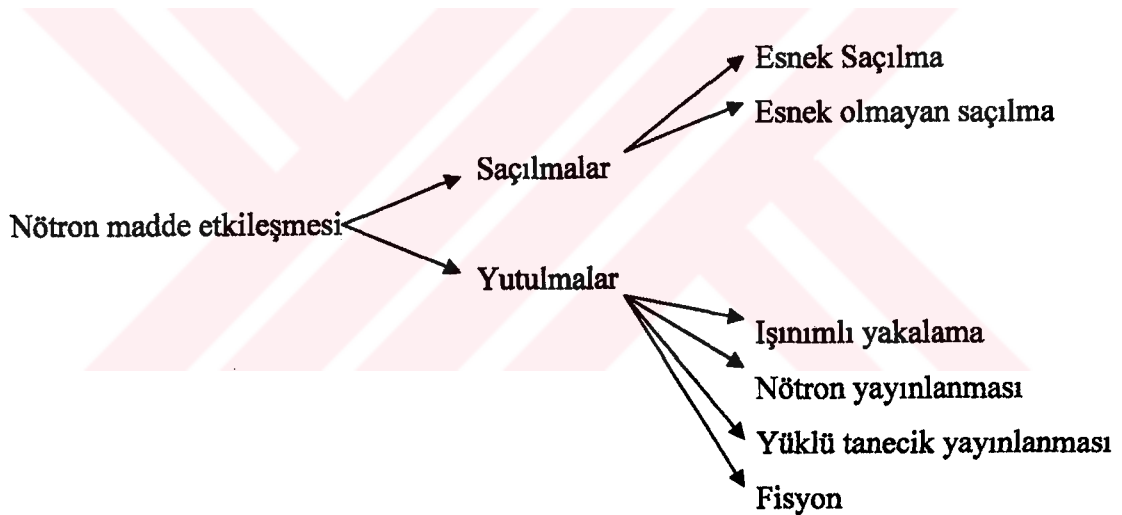 Esnek Saçılma
Esnek olmayan saçılma
Saçılmalar
Nötron madde etkileşmesi
Yutulmalar
Işınımlı yakalama
Nötron yayınlanması
Yüklü tanecik yayınlanması
Fisyon